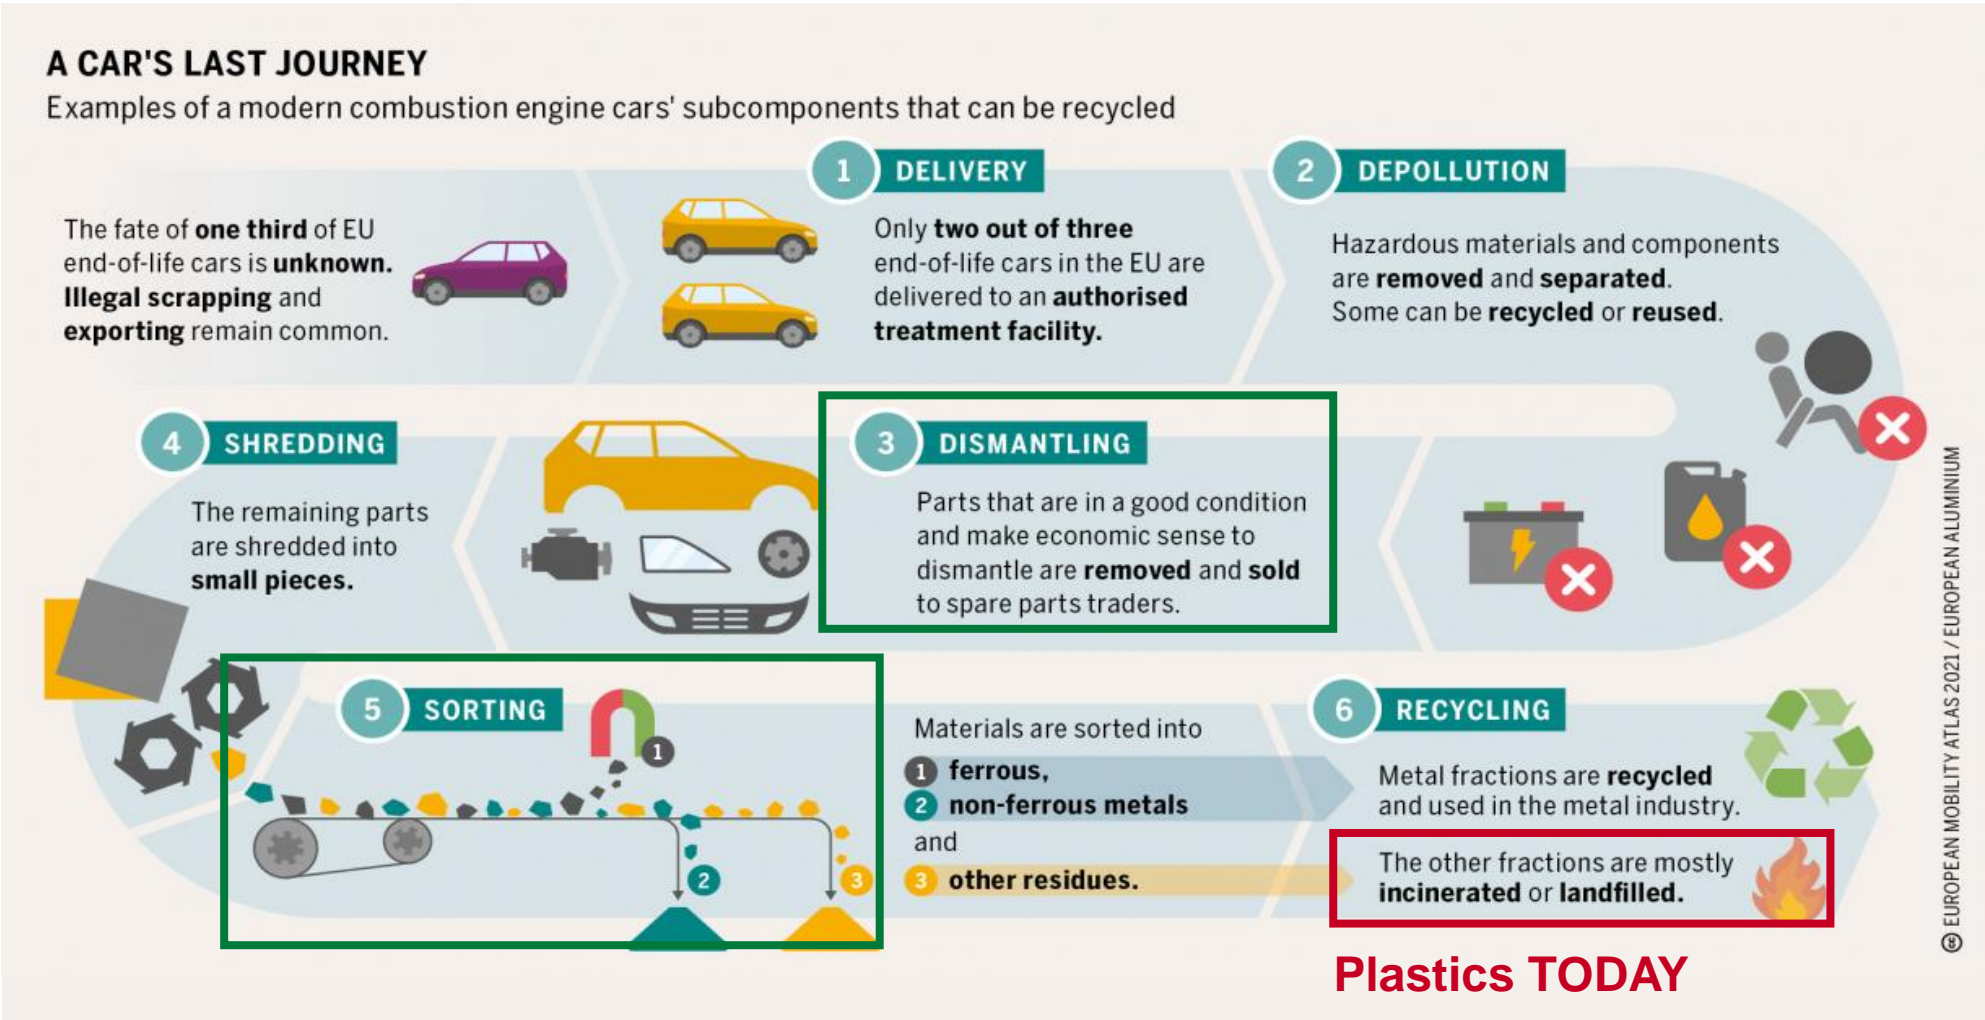 A CAR'S LAST JOURNEY
Examples of a modern combustion engine cars' subcomponents that can be recycled
The fate of one third of EU
end-of-life cars is unknown.
Illegal scrapping and
exporting remain common.
1 DELIVERY
Only two out of three
end-of-life cars in the EU are
delivered to an authorised
treatment facility.
2 DEPOLLUTION
Hazardous materials and components
are removed and separated.
Some can be recycled or reused.
3 DISMANTLING
Parts that are in a good condition
and make economic sense to
dismantle are removed and sold
to spare parts traders.
4 SHREDDING
The remaining parts
are shredded into
small pieces.
5 SORTING
1
2
3
Materials are sorted into
1 ferrous,
2 non-ferrous metals
and
3 other residues.
6 RECYCLING
Metal fractions are recycled
and used in the metal industry.
The other fractions are mostly
incinerated or landfilled.
Plastics TODAY
cc EUROPEAN MOBILITY ATLAS 2021 / EUROPEAN ALUMINIUM